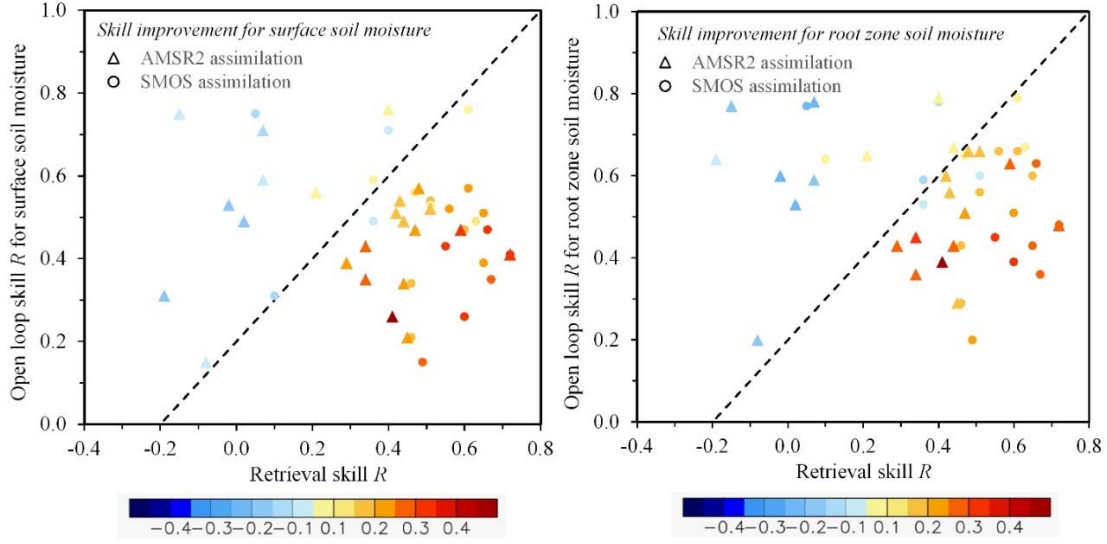 Skill improvement for surface soil moisture
AMSR2 assimilation
SMOS assimilation
Open loop skill R for surface soil moisture
1.0
0.8
0.6
0.4
0.2
0.0
-0.4 -0.2 0.0 0.2 0.4 0.6 0.8
Retrieval skill R
-0.4 -0.3 -0.2 -0.1 0.1 0.2 0.3 0.4
Skill improvement for root zone soil moisture
AMSR2 assimilation
SMOS assimilation
Open loop skill R for root zone soil moisture
1.0
0.8
0.6
0.4
0.2
0.0
-0.4 -0.2 0.0 0.2 0.4 0.6 0.8
Retrieval skill R
-0.4 -0.3 -0.2 -0.1 0.1 0.2 0.3 0.4